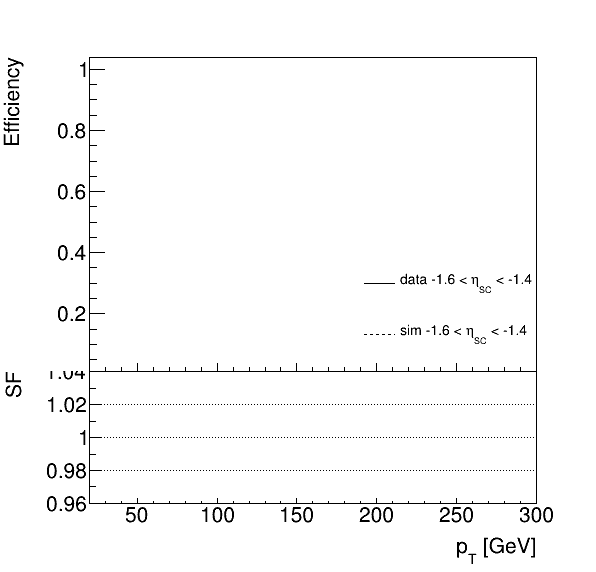 Efficiency
1
0.8
0.6
0.4
0.2
data -1.6 < η_SC < -1.4
sim -1.6 < η_SC < -1.4
SF
1.04
1.02
1
0.98
0.96
50 100 150 200 250 300
p_T [GeV]